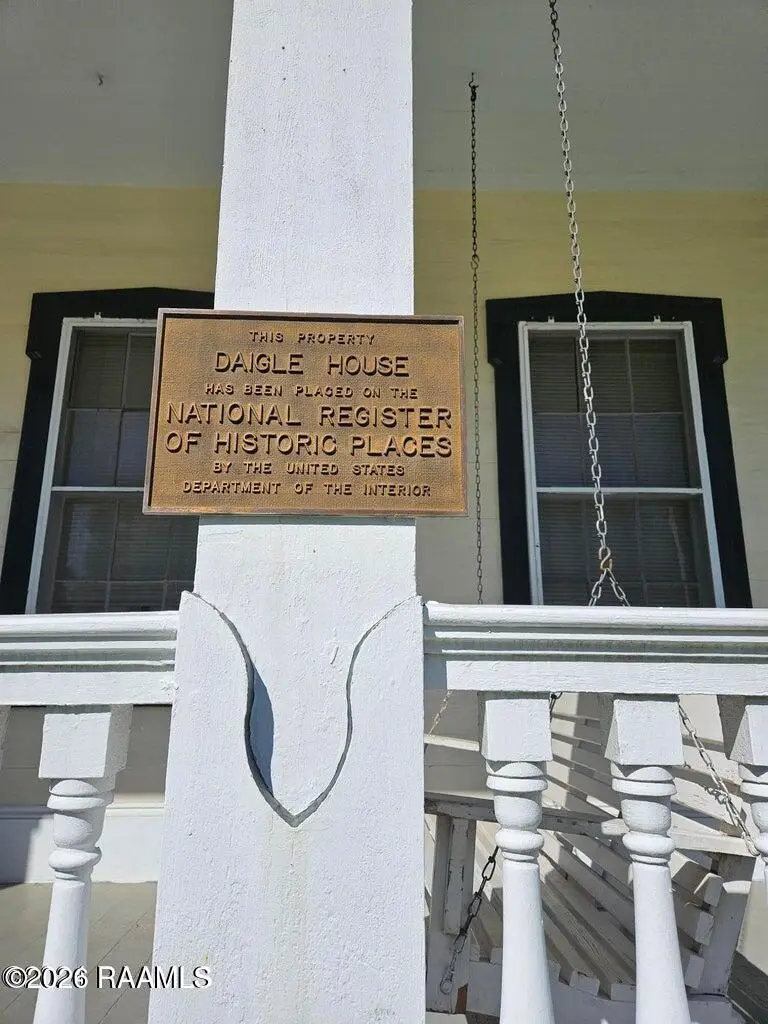 THIS PROPERTY
DAIGLE HOUSE
HAS BEEN PLACED ON THE
NATIONAL REGISTER
OF HISTORIC PLACES
BY THE UNITED STATES
DEPARTMENT OF THE INTERIOR
©2026 RAAMLS